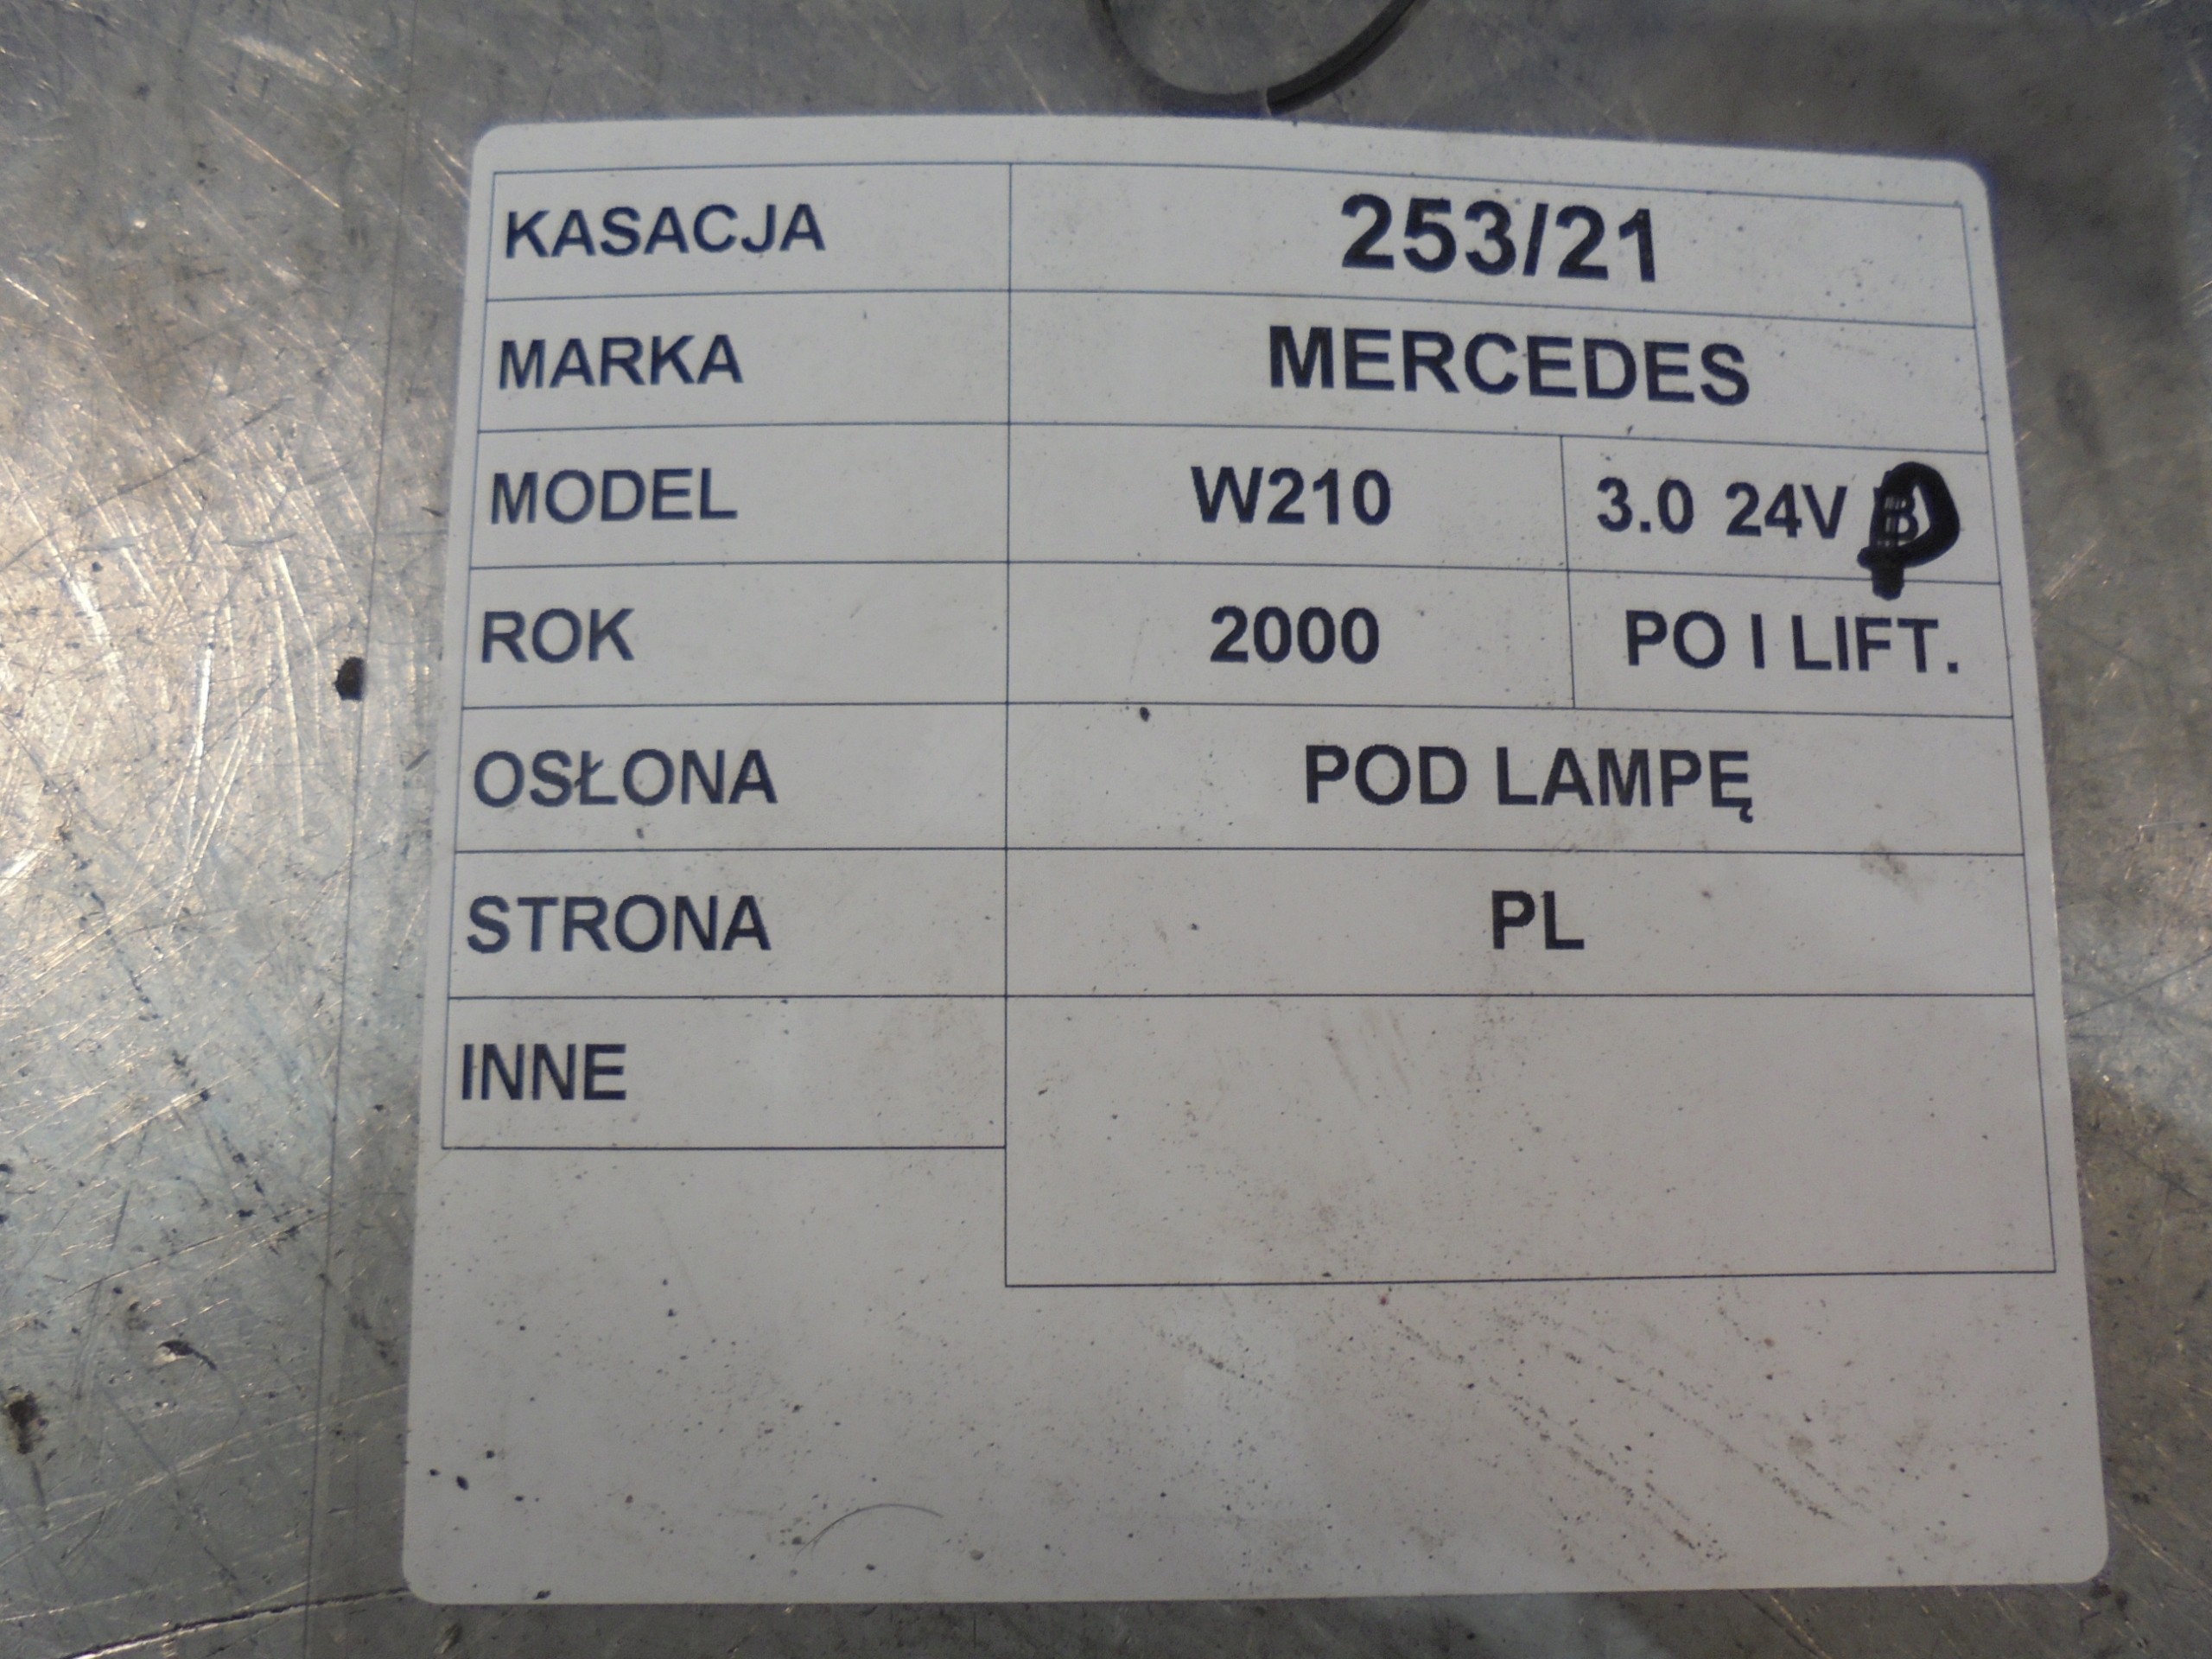 KASACJA 253/21
MARKA MERCEDES
MODEL W210 3.0 24V D
ROK 2000 PO I LIFT.
OSŁONA POD LAMPĘ
STRONA PL
INNE